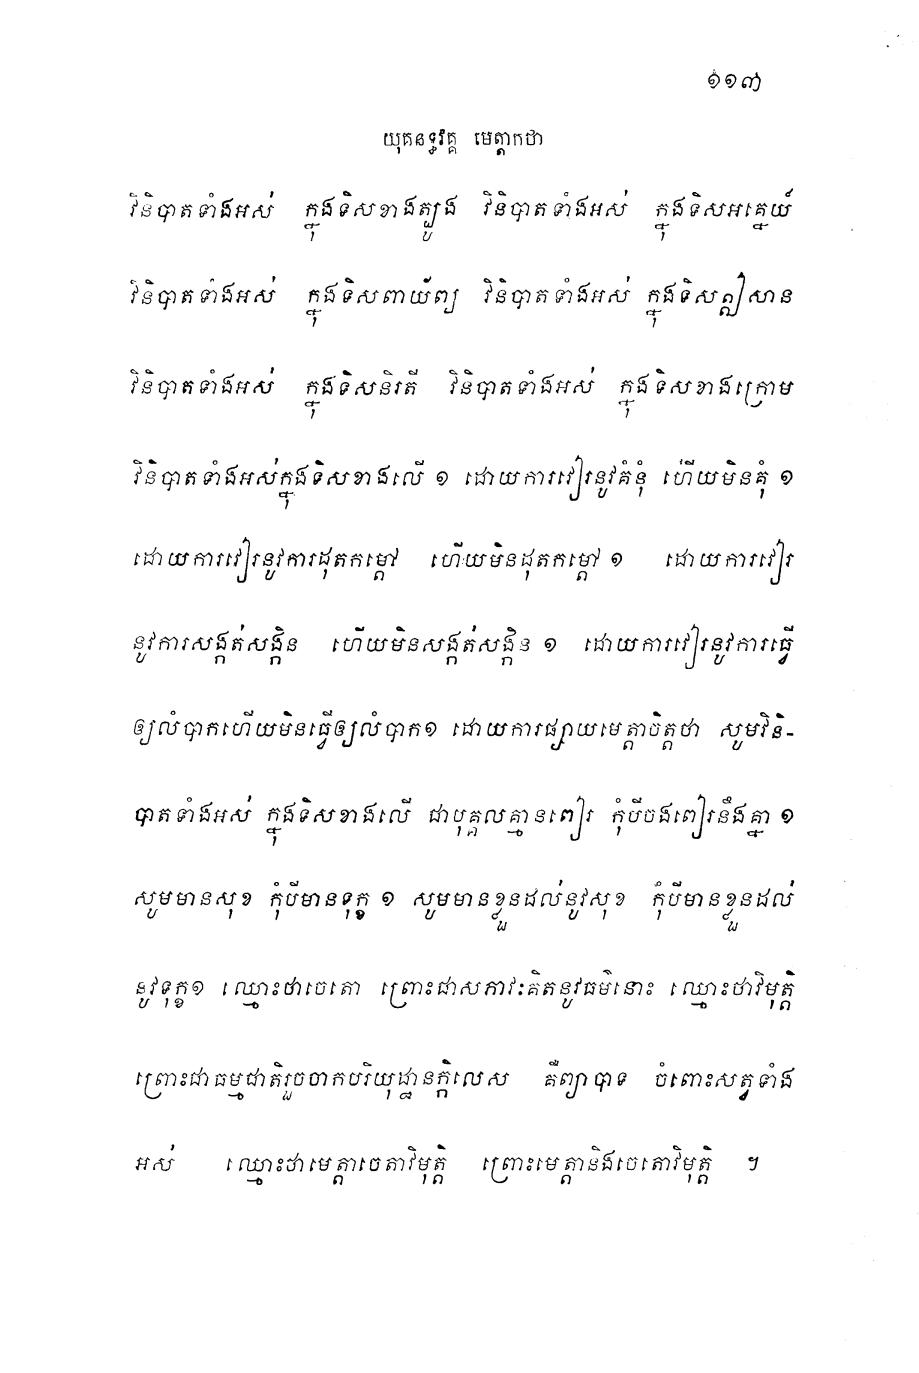 ១១៧
យុគនទ្ធវគ្គ មេត្តាកថា
វិនិបាតទាំងអស់ ក្នុងទិសខាងត្បូង វិនិបាតទាំងអស់ ក្នុងទិសអគ្នេយ៍
វិនិបាតទាំងអស់ ក្នុងទិសពាយ័ព្យ វិនិបាតទាំងអស់ ក្នុងទិសឦសាន
វិនិបាតទាំងអស់ ក្នុងទិសនិរតី វិនិបាតទាំងអស់ ក្នុងទិសខាងក្រោម
វិនិបាតទាំងអស់ក្នុងទិសខាងលើ ១ ដោយការវៀរនូវគំនុំ ហើយមិនគុំ ១
ដោយការវៀរនូវការដុតកម្ដៅ ហើយមិនដុតកម្ដៅ ១ ដោយការវៀរ
នូវការសង្កត់សង្កិន ហើយមិនសង្កត់សង្កិន ១ ដោយការវៀរនូវការធ្វើ
ឲ្យលំបាកហើយមិនធ្វើឲ្យលំបាក១ ដោយការផ្សាយមេត្តាចិត្តថា សូមវិនិ-
បាតទាំងអស់ ក្នុងទិសខាងលើ ជាបុគ្គលគ្មានពៀរ កុំបីចងពៀរនឹងគ្នា ១
សូមមានសុខ កុំបីមានទុក្ខ ១ សូមមានខ្លួនដល់នូវសុខ កុំបីមានខ្លួនដល់
នូវទុក្ខ១ ឈ្មោះថាចេតោ ព្រោះជាសភាវៈគិតនូវធម៌នោះ ឈ្មោះថាវិមុត្តិ
ព្រោះជាធម្មជាតិរួចចាកបរិយុដ្ឋានក្កិលេស គឺព្យាបាទ ចំពោះសត្វទាំង
អស់ ឈ្មោះថាមេត្តាចេតោវិមុត្តិ ព្រោះមេត្តានិងចេតោវិមុត្តិ ។